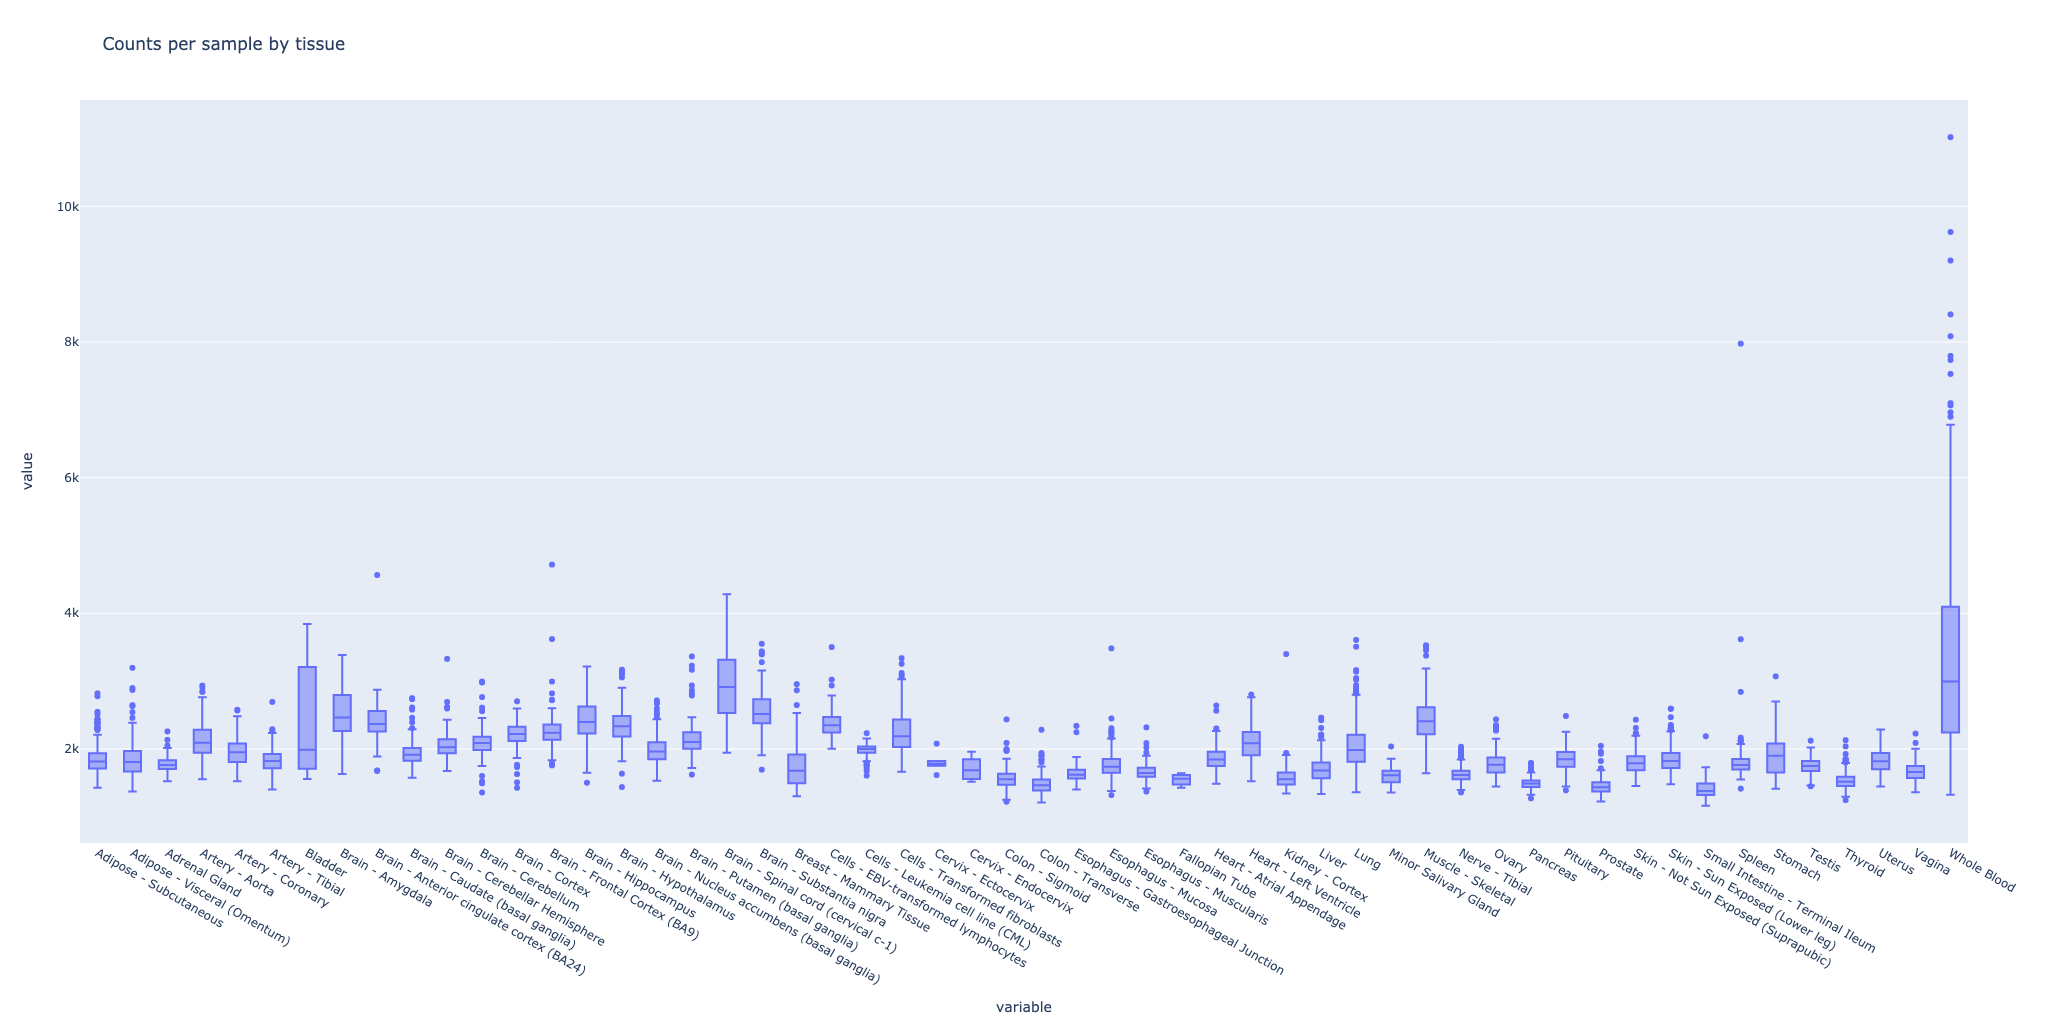 Counts per sample by tissue
10k
8k
6k
4k
2k
value
Adipose - Subcutaneous
Adipose - Visceral (Omentum)
Adrenal Gland
Artery - Aorta
Artery - Coronary
Artery - Tibial
Bladder
Brain - Amygdala
Brain - Anterior cingulate cortex (BA24)
Brain - Caudate (basal ganglia)
Brain - Cerebellar Hemisphere
Brain - Cerebellum
Brain - Cortex
Brain - Frontal Cortex (BA9)
Brain - Hippocampus
Brain - Hypothalamus
Brain - Nucleus accumbens (basal ganglia)
Brain - Putamen (basal ganglia)
Brain - Spinal cord (cervical c-1)
Brain - Substantia nigra
Breast - Mammary Tissue
Cells - EBV-transformed lymphocytes
Cells - Leukemia cell line (CML)
Cells - Transformed fibroblasts
Cervix - Ectocervix
Cervix - Endocervix
Colon - Sigmoid
Colon - Transverse
Esophagus - Gastroesophageal Junction
Esophagus - Mucosa
Esophagus - Muscularis
Fallopian Tube
Heart - Atrial Appendage
Heart - Left Ventricle
Kidney - Cortex
Liver
Lung
Minor Salivary Gland
Muscle - Skeletal
Nerve - Tibial
Ovary
Pancreas
Pituitary
Prostate
Skin - Not Sun Exposed (Suprapubic)
Skin - Sun Exposed (Lower leg)
Small Intestine - Terminal Ileum
Spleen
Stomach
Testis
Thyroid
Uterus
Vagina
Whole Blood
variable